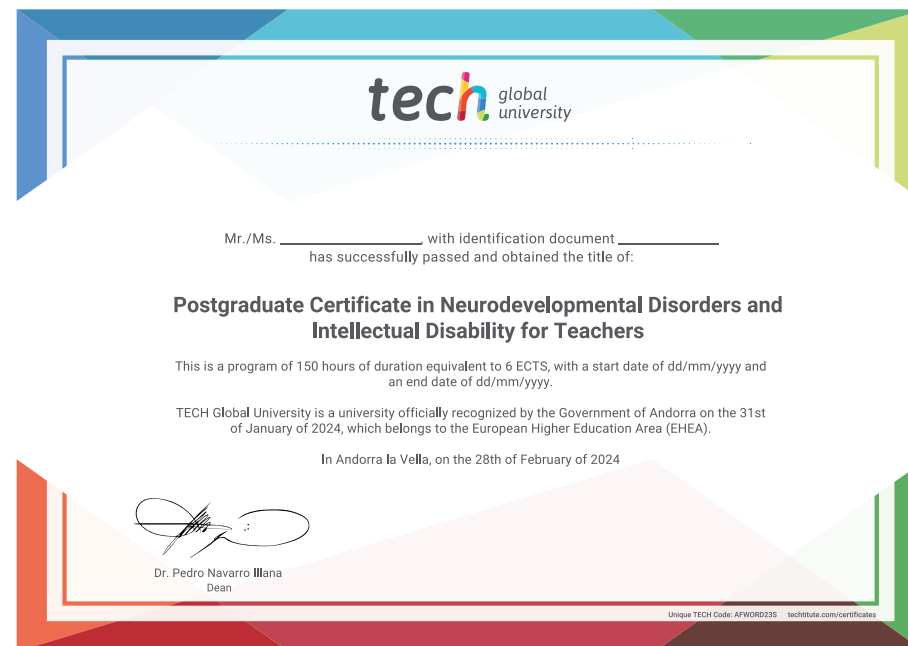 tech global university
Mr./Ms. ____________________, with identification document ______________
has successfully passed and obtained the title of:
Postgraduate Certificate in Neurodevelopmental Disorders and
Intellectual Disability for Teachers
This is a program of 150 hours of duration equivalent to 6 ECTS, with a start date of dd/mm/yyyy and
an end date of dd/mm/yyyy.
TECH Global University is a university officially recognized by the Government of Andorra on the 31st
of January of 2024, which belongs to the European Higher Education Area (EHEA).
In Andorra la Vella, on the 28th of February of 2024
Dr. Pedro Navarro Illana
Dean
Unique TECH Code: AFWORD23S techtitute.com/certificates